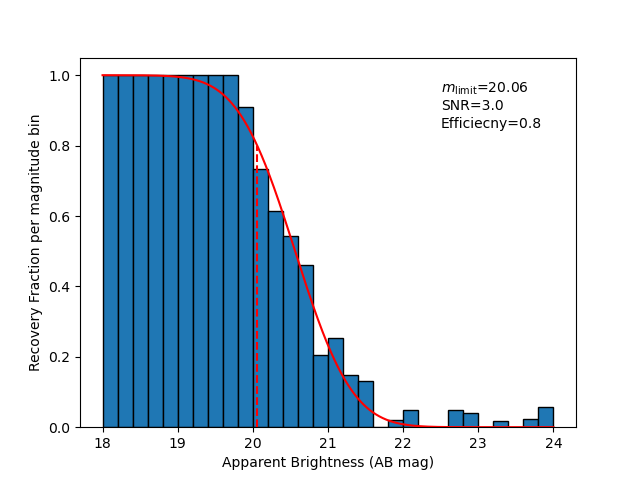 1.0
0.8
0.6
0.4
0.2
0.0
Recovery Fraction per magnitude bin
m_limit=20.06
SNR=3.0
Efficiecny=0.8
18 19 20 21 22 23 24
Apparent Brightness (AB mag)